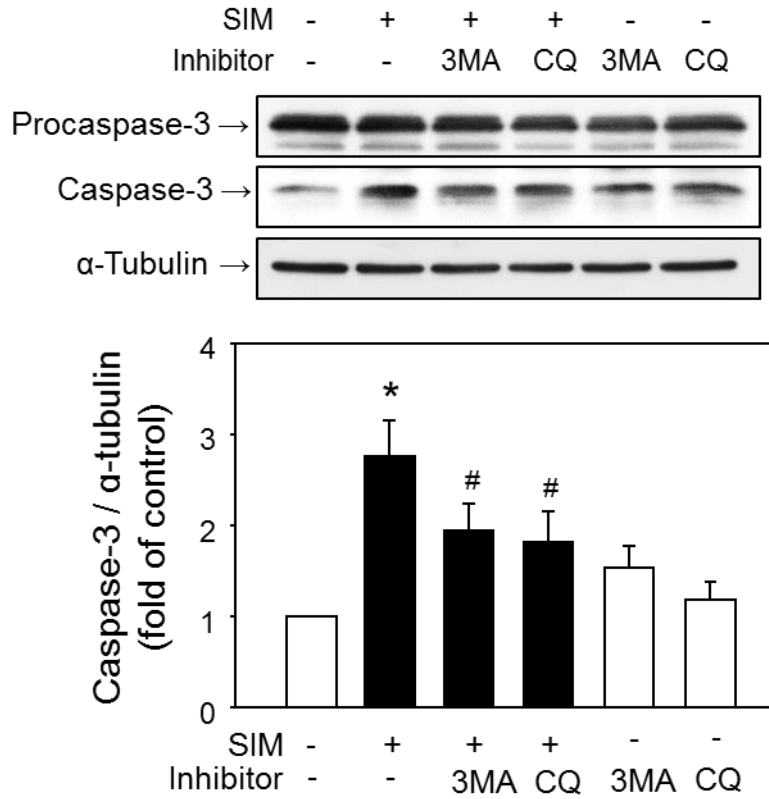 SIM - + + + - -
Inhibitor - - 3MA CQ 3MA CQ
Procaspase-3 →
Caspase-3 →
α-Tubulin →
Caspase-3 / α-tubulin
(fold of control)
4
3
2
1
0
*
#
#
SIM - + + + - -
Inhibitor - - 3MA CQ 3MA CQ